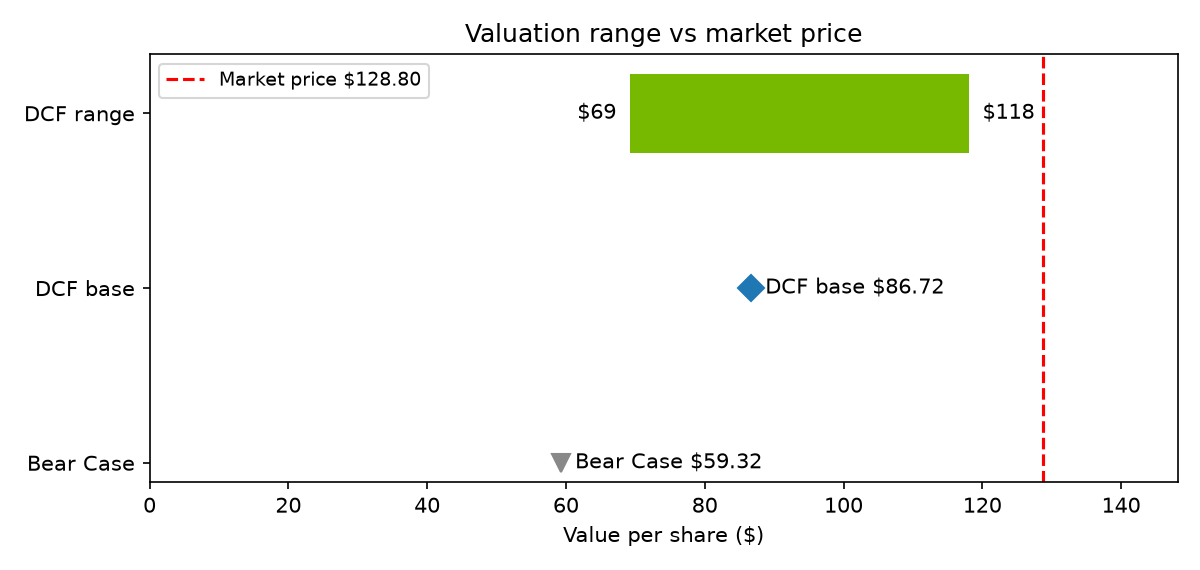 Valuation range vs market price
Market price $128.80
DCF range
$69
$118
DCF base
DCF base $86.72
Bear Case
Bear Case $59.32
0 20 40 60 80 100 120 140
Value per share ($)